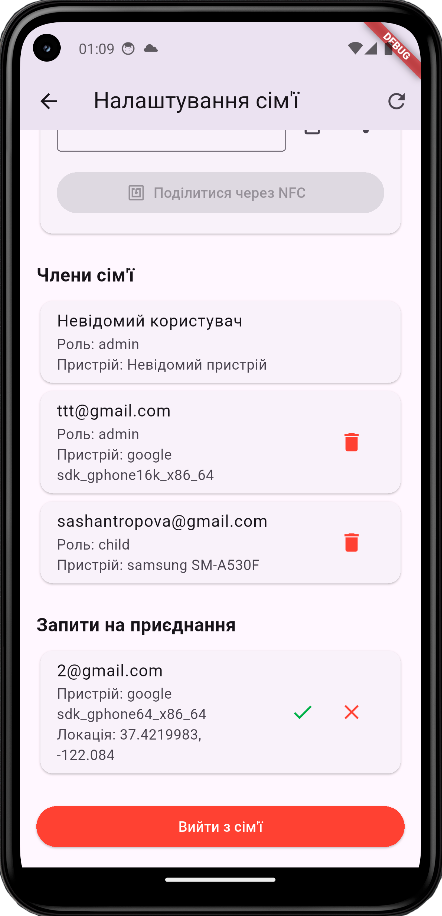 01:09
DEBUG
Налаштування сім'ї
Поділитися через NFC
Члени сім'ї
Невідомий користувач
Роль: admin
Пристрій: Невідомий пристрій
ttt@gmail.com
Роль: admin
Пристрій: google
sdk_gphone16k_x86_64
sashantropova@gmail.com
Роль: child
Пристрій: samsung SM-A530F
Запити на приєднання
2@gmail.com
Пристрій: google
sdk_gphone64_x86_64
Локація: 37.4219983,
-122.084
Вийти з сім'ї